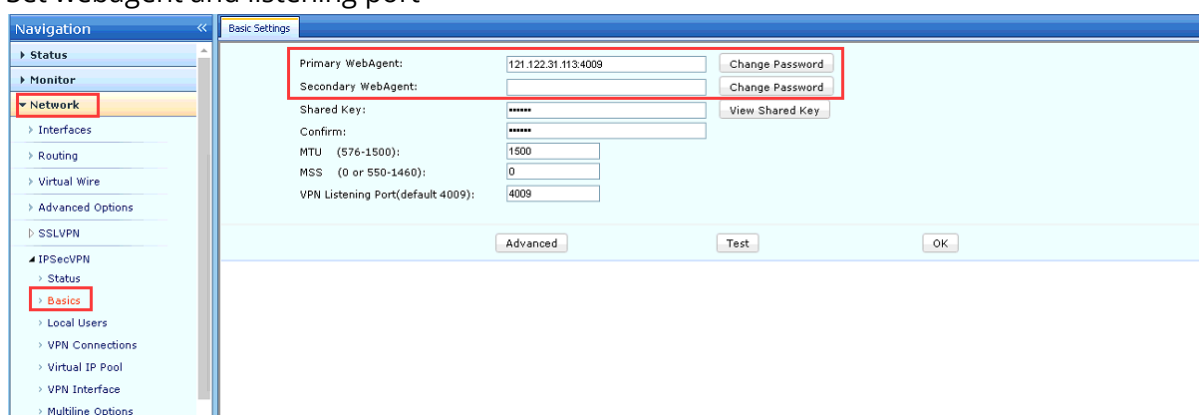 Set webagent and listening port
Navigation «
Status
Monitor
Network
Interfaces
Routing
Virtual Wire
Advanced Options
SSLVPN
IPSecVPN
Status
Basics
Local Users
VPN Connections
Virtual IP Pool
VPN Interface
Multiline Options
Basic Settings
Primary WebAgent: 121.122.31.113:4009 Change Password
Secondary WebAgent: Change Password
Shared Key: •••••• View Shared Key
Confirm: ••••••
MTU (576-1500): 1500
MSS (0 or 550-1460): 0
VPN Listening Port(default 4009): 4009
Advanced Test OK